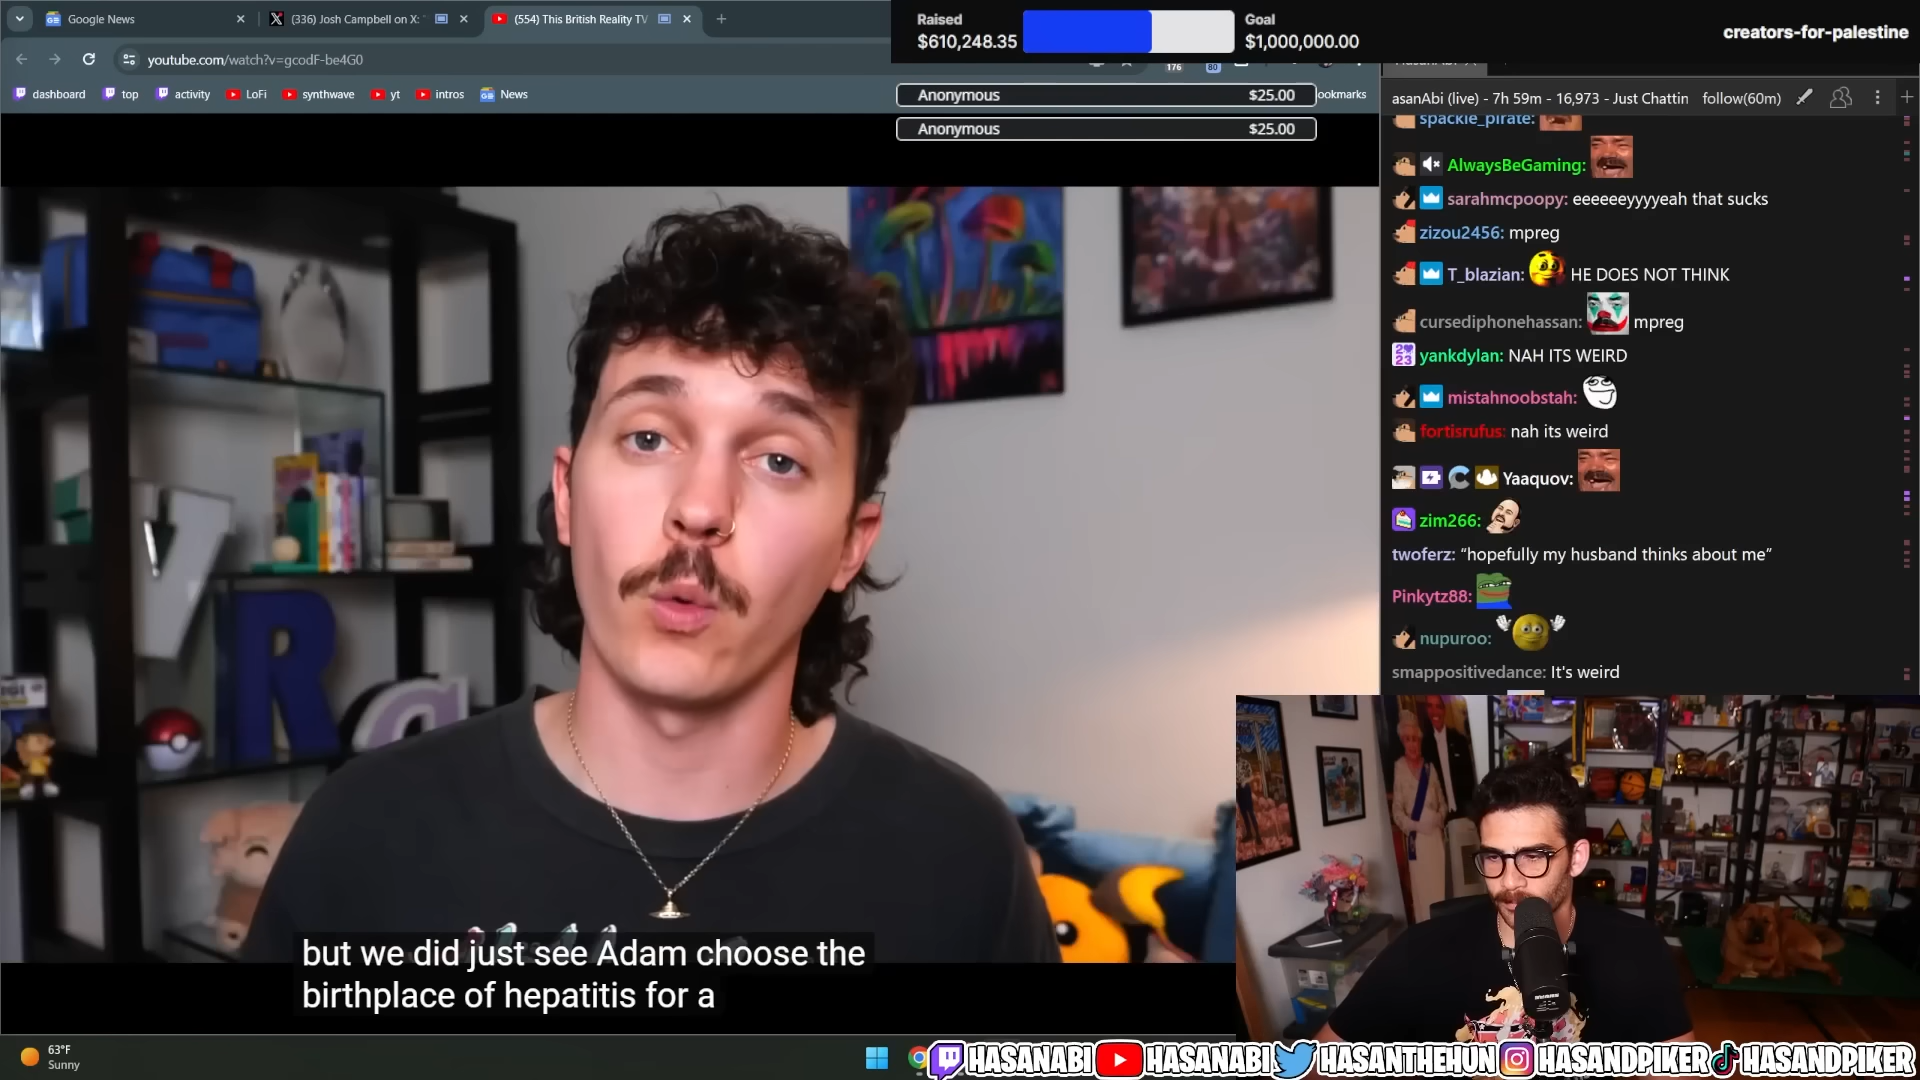 Google News
(336) Josh Campbell on X:
(554) This British Reality TV
youtube.com/watch?v=gcodF-be4G0
176
80
dashboard
top
activity
LoFi
synthwave
yt
intros
News
ookmarks
Raised
$610,248.35
Goal
$1,000,000.00
creators-for-palestine
Anonymous $25.00
Anonymous $25.00
asanAbi (live) - 7h 59m - 16,973 - Just Chattin follow(60m)
spackle_pirate:
AlwaysBeGaming:
sarahmcpoopy: eeeeeeyyyyeah that sucks
zizou2456: mpreg
T_blazian: HE DOES NOT THINK
cursediphonehassan: mpreg
yankdylan: NAH ITS WEIRD
mistahnoobstah:
fortisrufus: nah its weird
Yaaquov:
zim266:
twoferz: “hopefully my husband thinks about me”
Pinkytz88:
nupuroo:
smappositivedance: It's weird
but we did just see Adam choose the
birthplace of hepatitis for a
63°F
Sunny
HASANABI HASANABI HASANTHEHUN HASANDPIKER HASANDPIKER